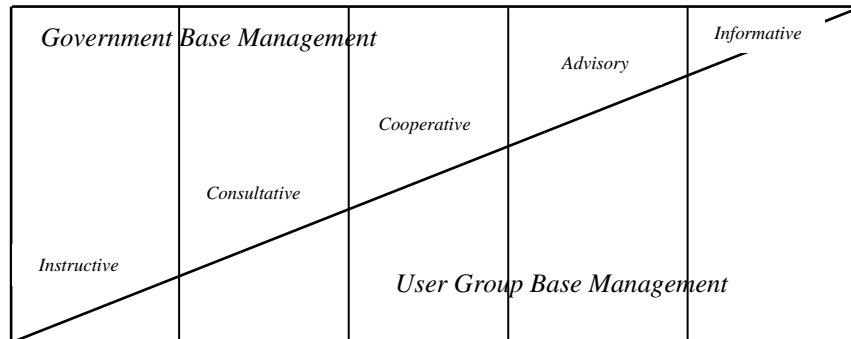 Government Base Management
Informative
Advisory
Cooperative
Consultative
Instructive
User Group Base Management